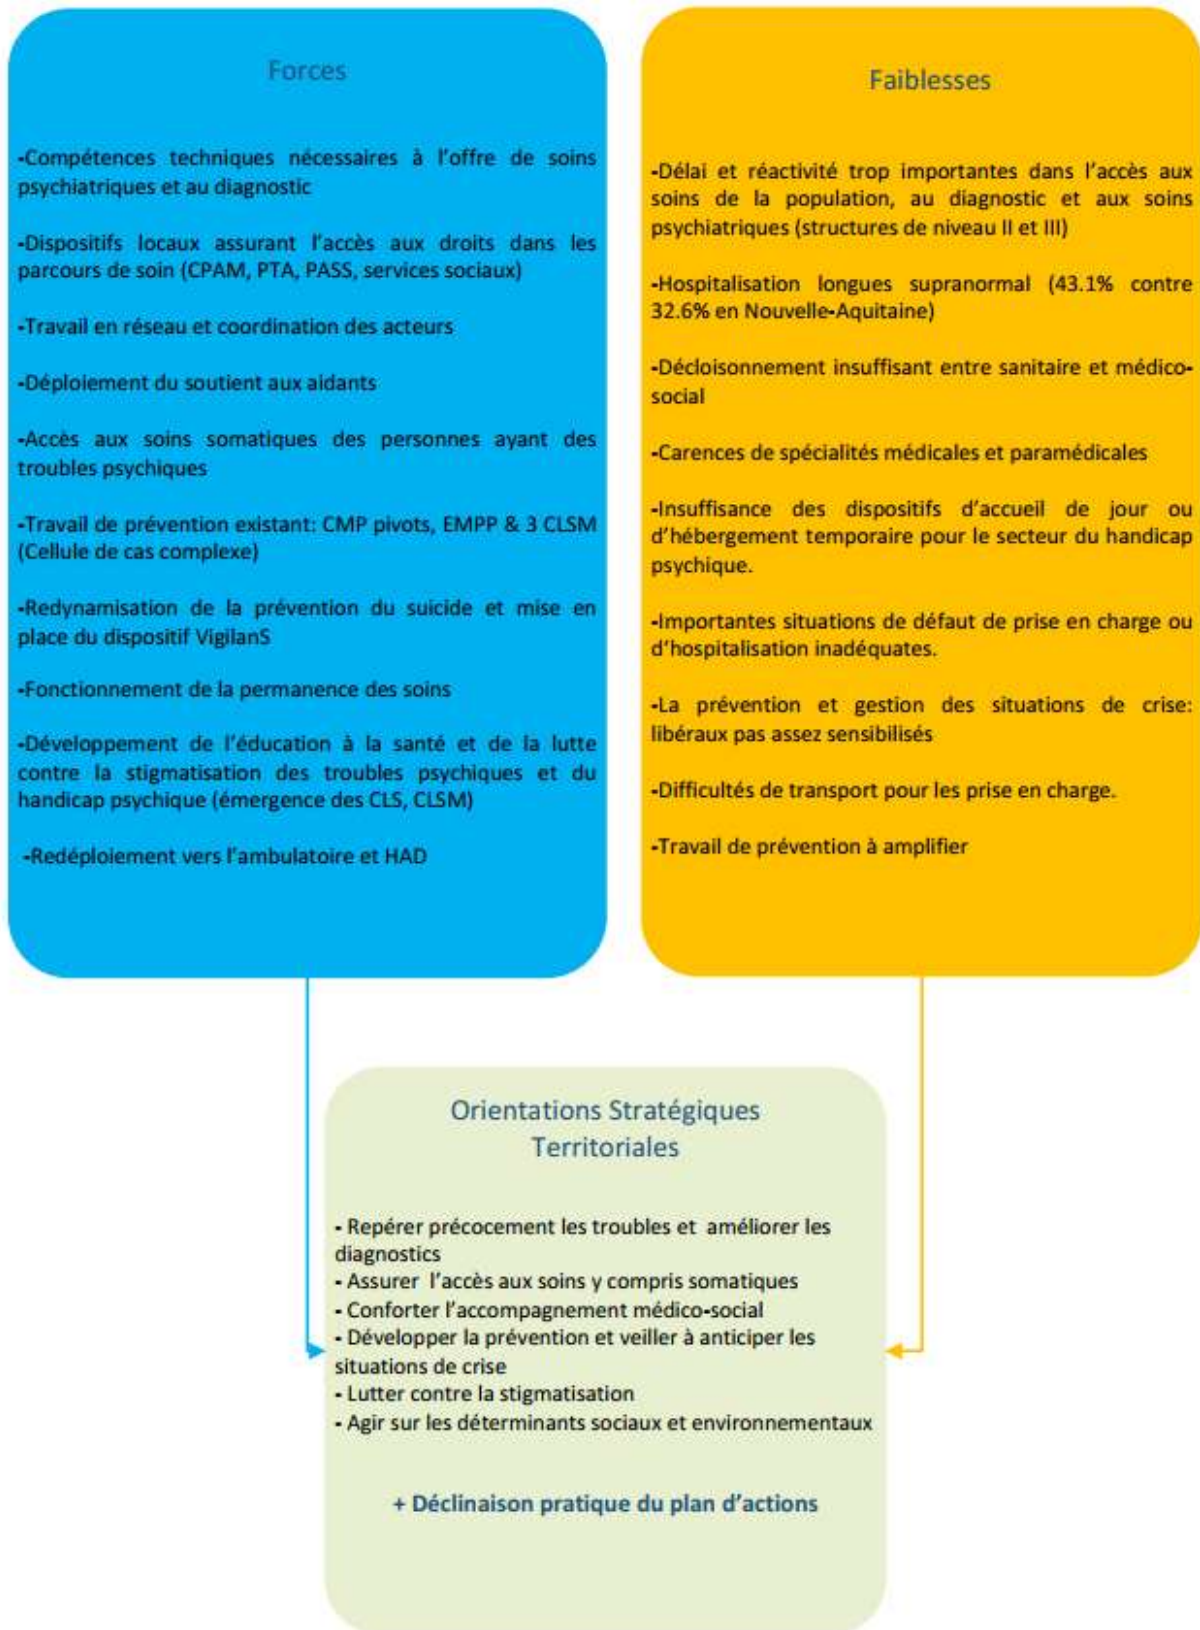 Forces
-Compétences techniques nécessaires à l'offre de soins
psychiatriques et au diagnostic
-Dispositifs locaux assurant l'accès aux droits dans les
parcours de soin (CPAM, PTA, PASS, services sociaux)
-Travail en réseau et coordination des acteurs
-Déploiement du soutient aux aidants
-Accès aux soins somatiques des personnes ayant des
troubles psychiques
-Travail de prévention existant: CMP pivots, EMPP & 3 CLSM
(Cellule de cas complexe)
-Redynamisation de la prévention du suicide et mise en
place du dispositif VigilanS
-Fonctionnement de la permanence des soins
-Développement de l'éducation à la santé et de la lutte
contre la stigmatisation des troubles psychiques et du
handicap psychique (émergence des CLS, CLSM)
-Redéploiement vers l'ambulatoire et HAD
Faiblesses
-Délai et réactivité trop importantes dans l'accès aux
soins de la population, au diagnostic et aux soins
psychiatriques (structures de niveau II et III)
-Hospitalisation longues supranormal (43.1% contre
32.6% en Nouvelle-Aquitaine)
-Décloisonnement insuffisant entre sanitaire et médico-
social
-Carences de spécialités médicales et paramédicales
-Insuffisance des dispositifs d'accueil de jour ou
d'hébergement temporaire pour le secteur du handicap
psychique.
-Importantes situations de défaut de prise en charge ou
d'hospitalisation inadéquates.
-La prévention et gestion des situations de crise:
libéraux pas assez sensibilisés
-Difficultés de transport pour les prise en charge.
-Travail de prévention à amplifier
Orientations Stratégiques
Territoriales
- Repérer précocement les troubles et améliorer les
diagnostics
- Assurer l'accès aux soins y compris somatiques
- Conforter l'accompagnement médico-social
- Développer la prévention et veiller à anticiper les
situations de crise
- Lutter contre la stigmatisation
- Agir sur les déterminants sociaux et environnementaux
+ Déclinaison pratique du plan d'actions